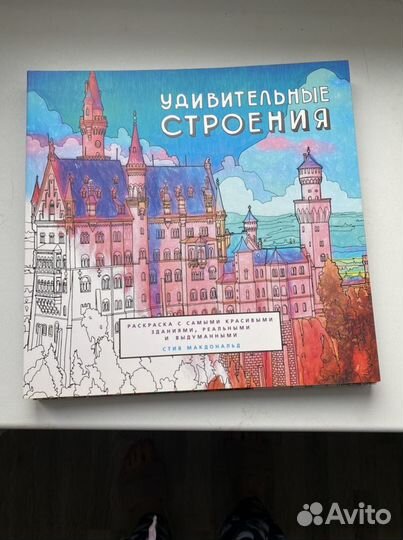 УДИВИТЕЛЬНЫЕ
СТРОЕНИЯ
РАСКРАСКА С САМЫМИ КРАСИВЫМИ
ЗДАНИЯМИ, РЕАЛЬНЫМИ
И ВЫДУМАННЫМИ
СТИВ МАКДОНАЛЬД
Avito